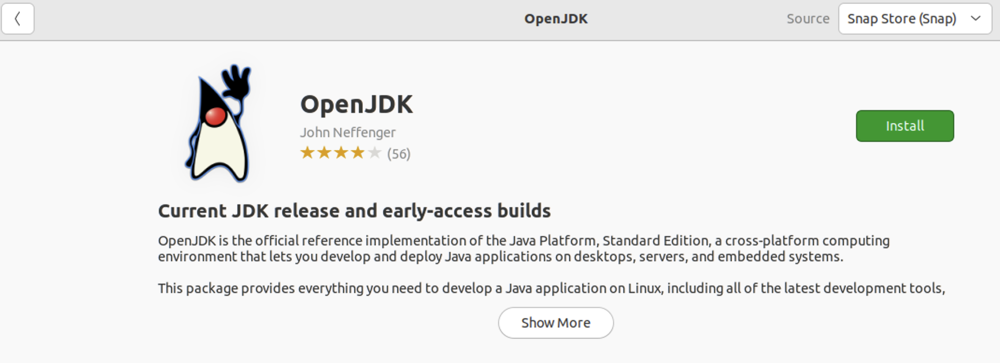 OpenJDK
Source Snap Store (Snap)
OpenJDK
John Neffenger
(56)
Install
Current JDK release and early-access builds
OpenJDK is the official reference implementation of the Java Platform, Standard Edition, a cross-platform computing
environment that lets you develop and deploy Java applications on desktops, servers, and embedded systems.
This package provides everything you need to develop a Java application on Linux, including all of the latest development tools,
Show More